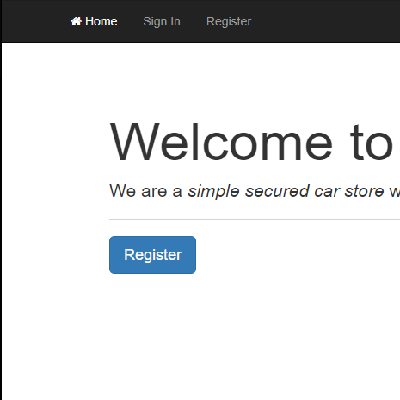 Home Sign In Register
Welcome to
We are a simple secured car store
Register